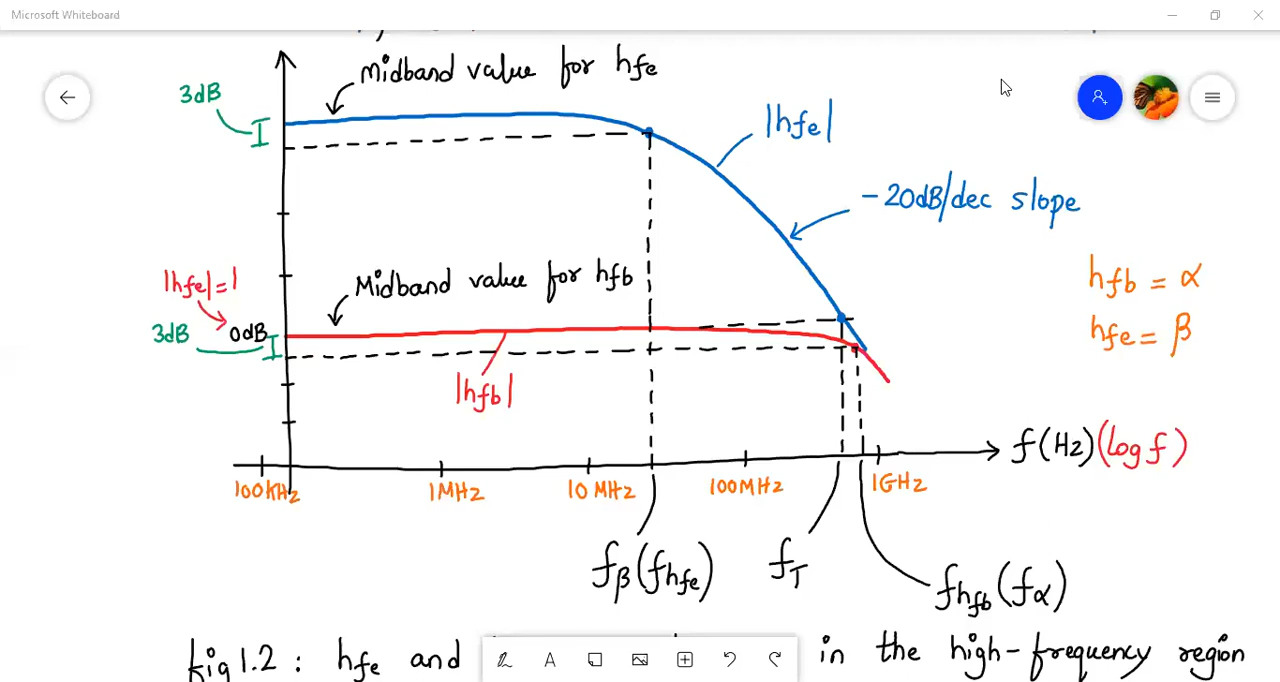 Microsoft Whiteboard
Midband value for hfe
3dB
|hfe|
-20dB/dec slope
Midband value for hfb
|hfe|=1
0dB
3dB
|hfb|
hfb = α
hfe = β
f(Hz)(log f)
100KHz 1MHz 10MHz 100MHz 1GHz
fβ(fhfe) fT fhfb(fα)
fig 1.2 : hfe and in the high-frequency region